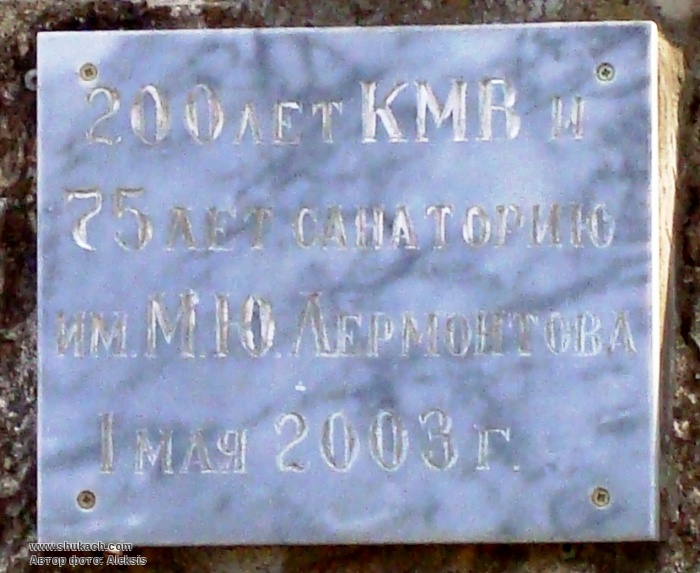 200 лет КМВ и
75 лет санаторию
им. М.Ю. Лермонтова
1 мая 2003 г.
www.shukach.com
Автор фото: Aleksis